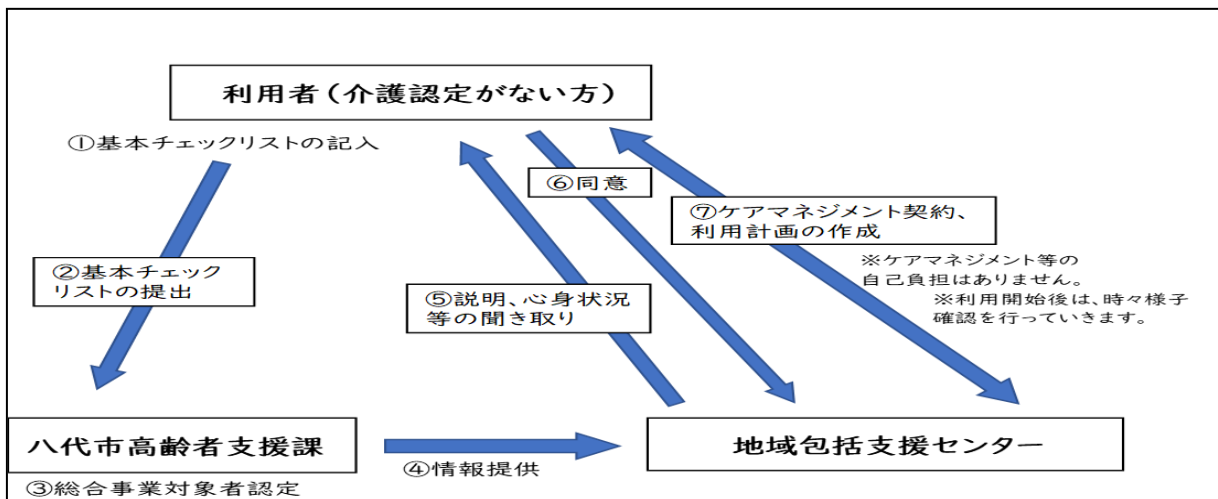 利用者（介護認定がない方）
①基本チェックリストの記入
⑥同意
⑦ケアマネジメント契約、
利用計画の作成
※ケアマネジメント等の
自己負担はありません。
※利用開始後は、時々様子
確認を行っていきます。
②基本チェック
リストの提出
⑤説明、心身状況
等の聞き取り
八代市高齢者支援課
④情報提供
地域包括支援センター
③総合事業対象者認定